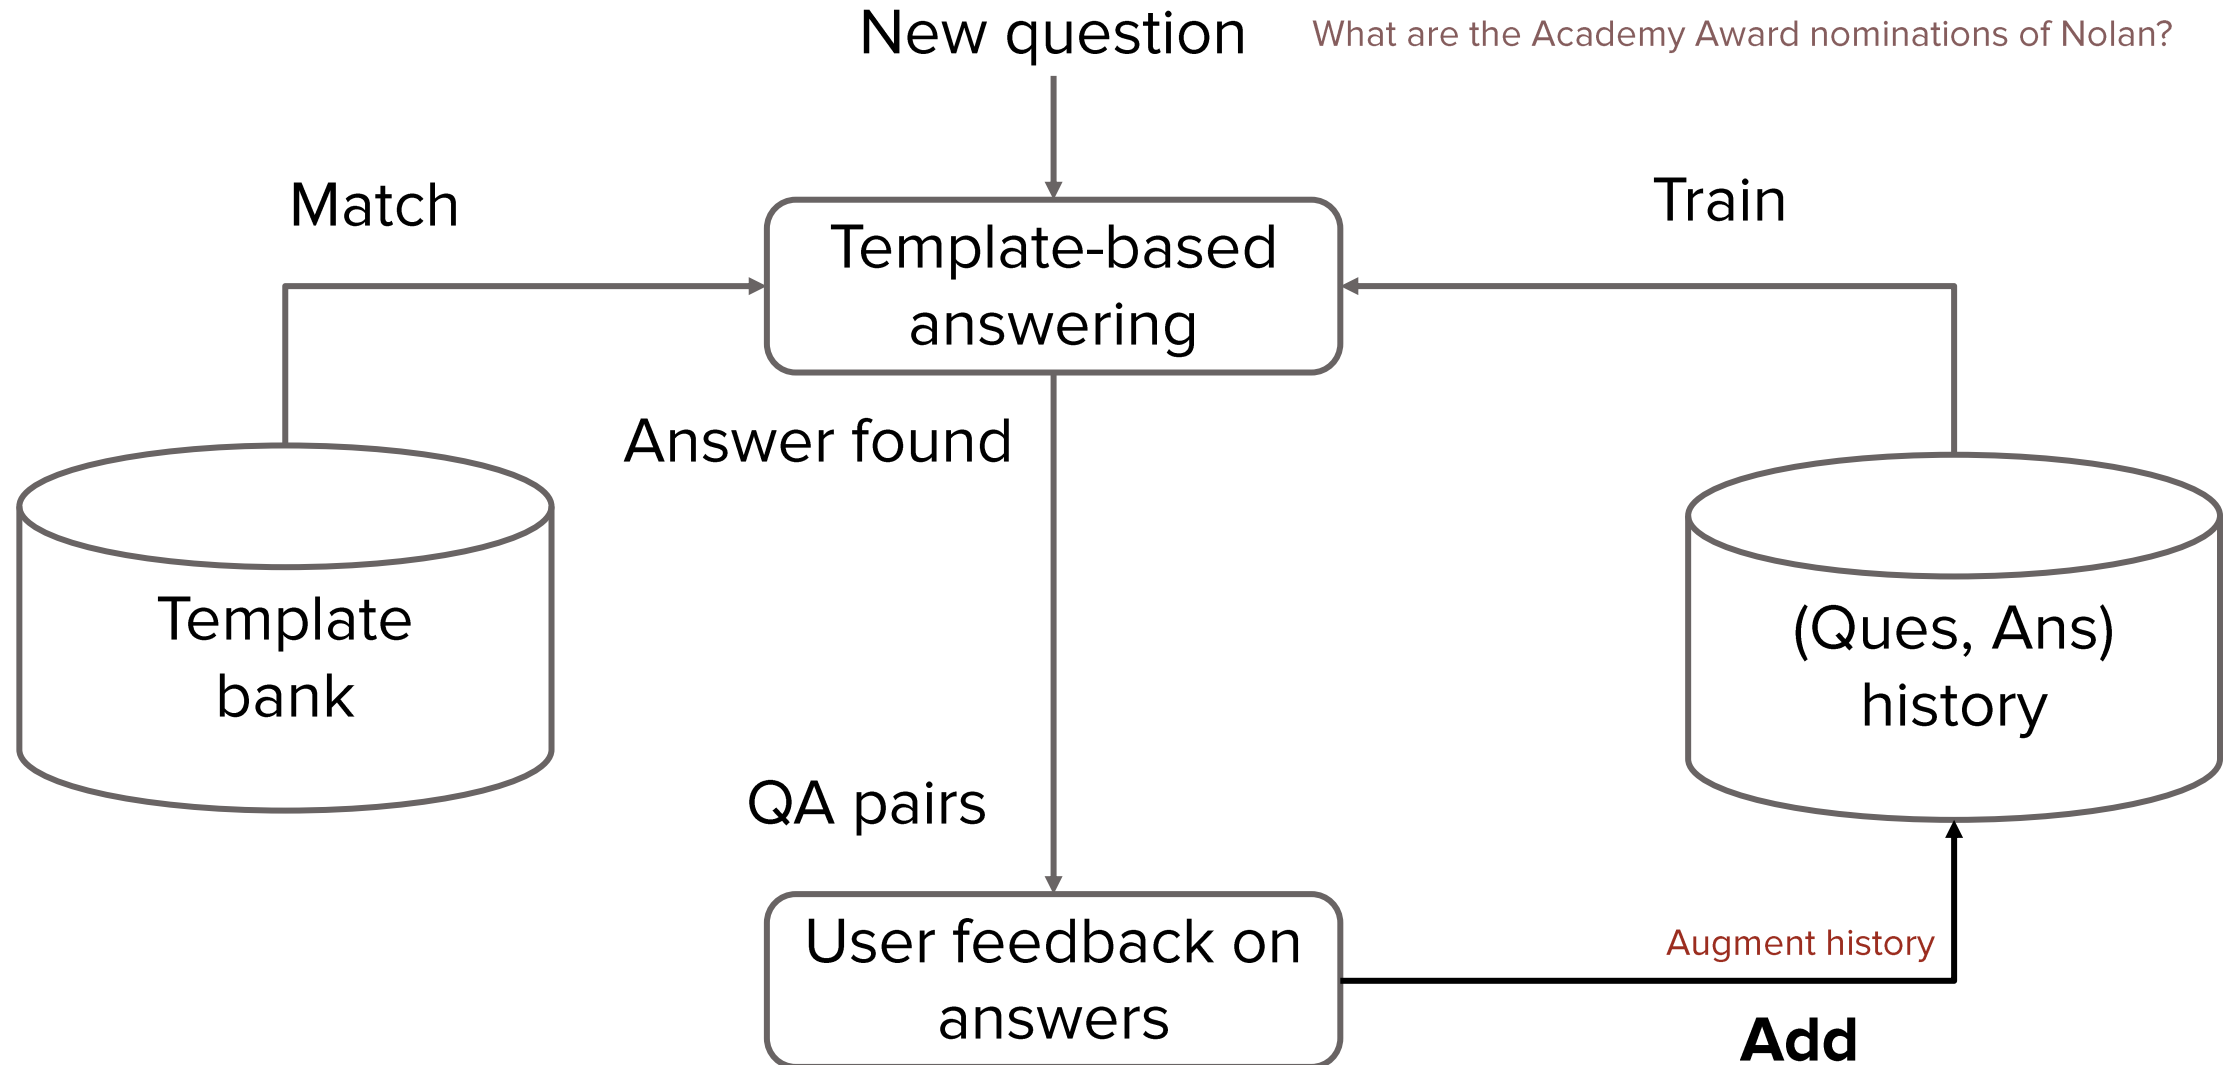 New question
What are the Academy Award nominations of Nolan?
Match
Train
Template-based
answering
Answer found
Template
bank
(Ques, Ans)
history
QA pairs
User feedback on
answers
Augment history
Add